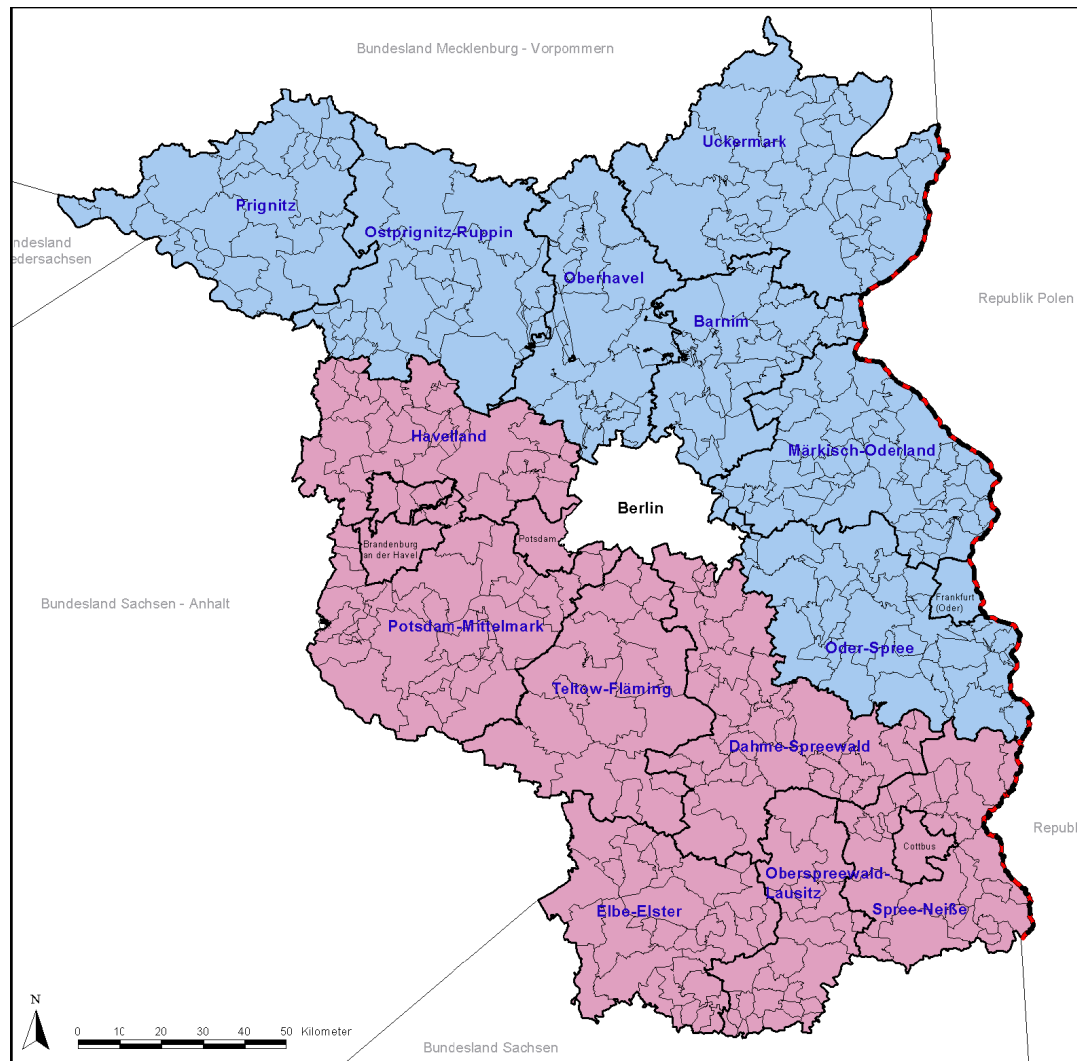 Bundesland Mecklenburg - Vorpommern
Uckermark
Prignitz
Ostprignitz-Ruppin
ndesland
edersachsen
Oberhavel
Republik Polen
Barnim
Havelland
Märkisch-Oderland
Berlin
Potsdam
Brandenburg
an der Havel
Frankfurt
(Oder)
Bundesland Sachsen - Anhalt
Potsdam-Mittelmark
Oder-Spree
Teltow-Fläming
Dahme-Spreewald
Republ
Cottbus
Oberspreewald-
Lausitz
Elbe-Elster
Spree-Neiße
N
0 10 20 30 40 50 Kilometer
Bundesland Sachsen